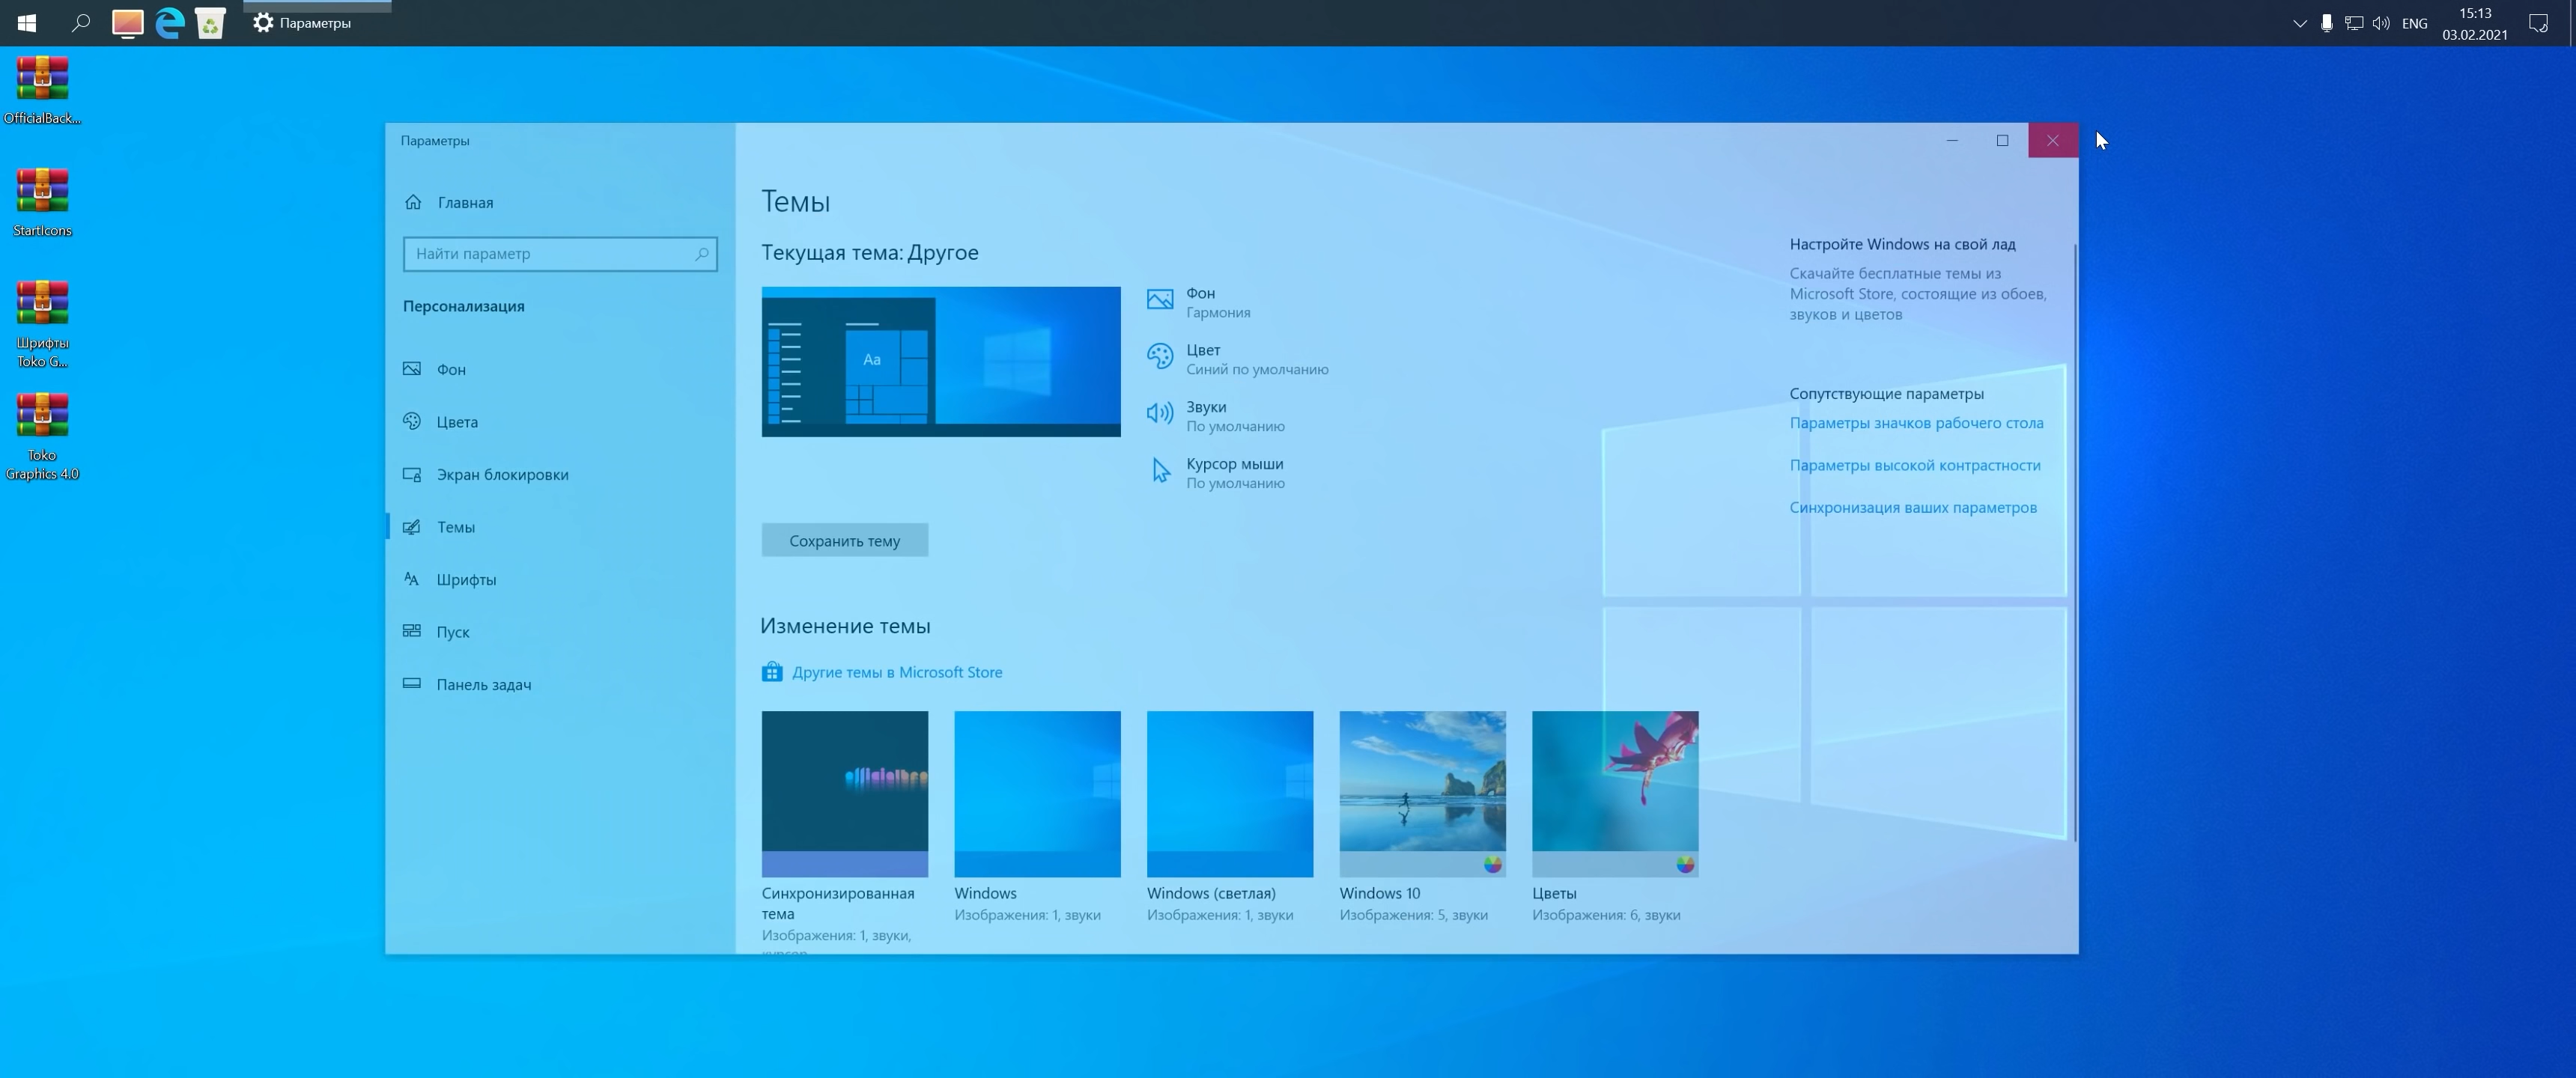 Параметры
ENG
15:13
03.02.2021
OfficialBack...
StartIcons
Шрифты
Toko G...
Toko
Graphics 4.0
Параметры
Главная
Найти параметр
Персонализация
Фон
Цвета
Экран блокировки
Темы
Шрифты
Пуск
Панель задач
Темы
Текущая тема: Другое
Aa
Фон
Гармония
Цвет
Синий по умолчанию
Звуки
По умолчанию
Курсор мыши
По умолчанию
Сохранить тему
Изменение темы
Другие темы в Microsoft Store
Синхронизированная
тема
Изображения: 1, звуки,
Windows
Изображения: 1, звуки
Windows (светлая)
Изображения: 1, звуки
Windows 10
Изображения: 5, звуки
Цветы
Изображения: 6, звуки
Настройте Windows на свой лад
Скачайте бесплатные темы из
Microsoft Store, состоящие из обоев,
звуков и цветов
Сопутствующие параметры
Параметры значков рабочего стола
Параметры высокой контрастности
Синхронизация ваших параметров